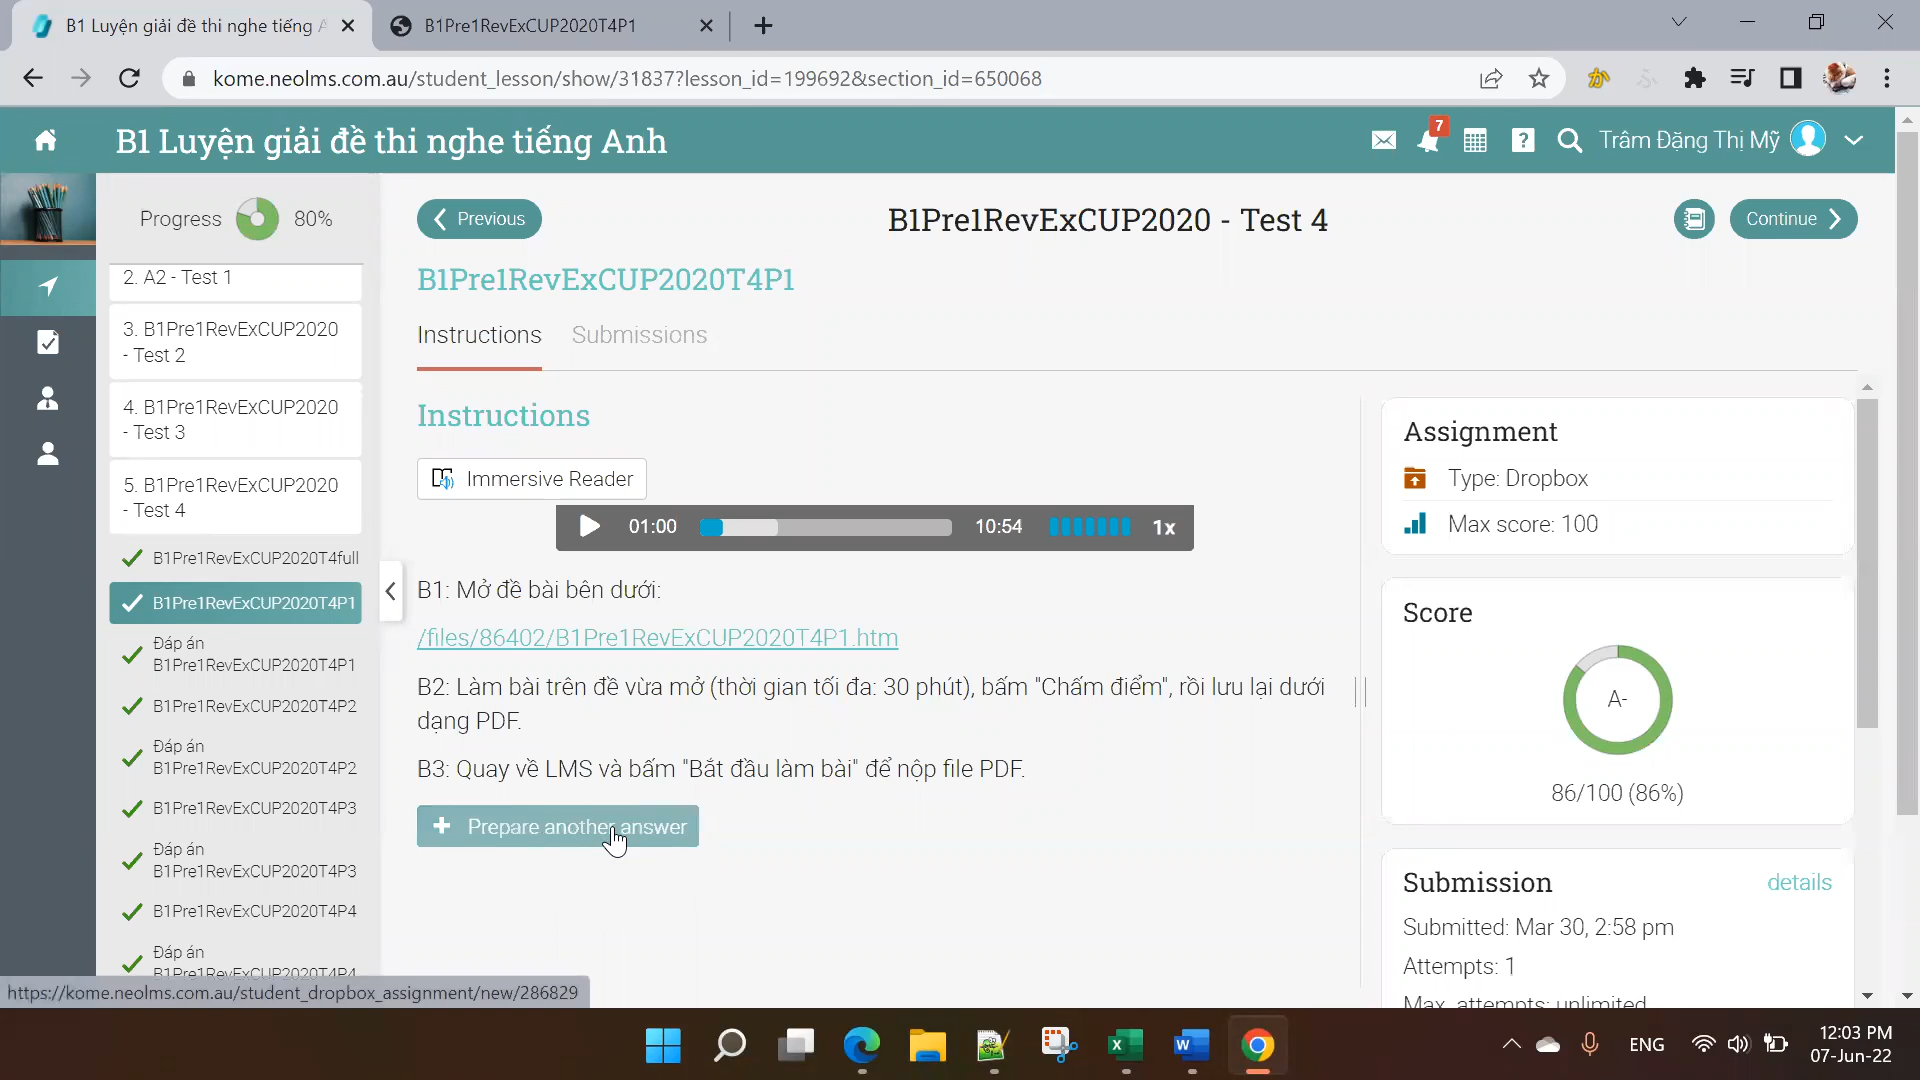 B1 Luyện giải đề thi nghe tiếng A
B1Pre1RevExCUP2020T4P1
kome.neolms.com.au/student_lesson/show/31837?lesson_id=199692&section_id=650068
B1 Luyện giải đề thi nghe tiếng Anh
7
Trâm Đặng Thị Mỹ
Progress 80%
2. A2 - Test 1
3. B1Pre1RevExCUP2020
- Test 2
4. B1Pre1RevExCUP2020
- Test 3
5. B1Pre1RevExCUP2020
- Test 4
B1Pre1RevExCUP2020T4full
B1Pre1RevExCUP2020T4P1
Đáp án
B1Pre1RevExCUP2020T4P1
B1Pre1RevExCUP2020T4P2
Đáp án
B1Pre1RevExCUP2020T4P2
B1Pre1RevExCUP2020T4P3
Đáp án
B1Pre1RevExCUP2020T4P3
B1Pre1RevExCUP2020T4P4
Đáp án
B1Pre1RevExCUP2020T4P4
Previous
B1Pre1RevExCUP2020 - Test 4
Continue
B1Pre1RevExCUP2020T4P1
Instructions Submissions
Instructions
Immersive Reader
01:00 10:54 1x
B1: Mở đề bài bên dưới:
/files/86402/B1Pre1RevExCUP2020T4P1.htm
B2: Làm bài trên đề vừa mở (thời gian tối đa: 30 phút), bấm "Chấm điểm", rồi lưu lại dưới
dạng PDF.
B3: Quay về LMS và bấm "Bắt đầu làm bài" để nộp file PDF.
Prepare another answer
Assignment
Type: Dropbox
Max score: 100
Score
A-
86/100 (86%)
Submission details
Submitted: Mar 30, 2:58 pm
Attempts: 1
Max. attempts: unlimited
https://kome.neolms.com.au/student_dropbox_assignment/new/286829
ENG
12:03 PM
07-Jun-22